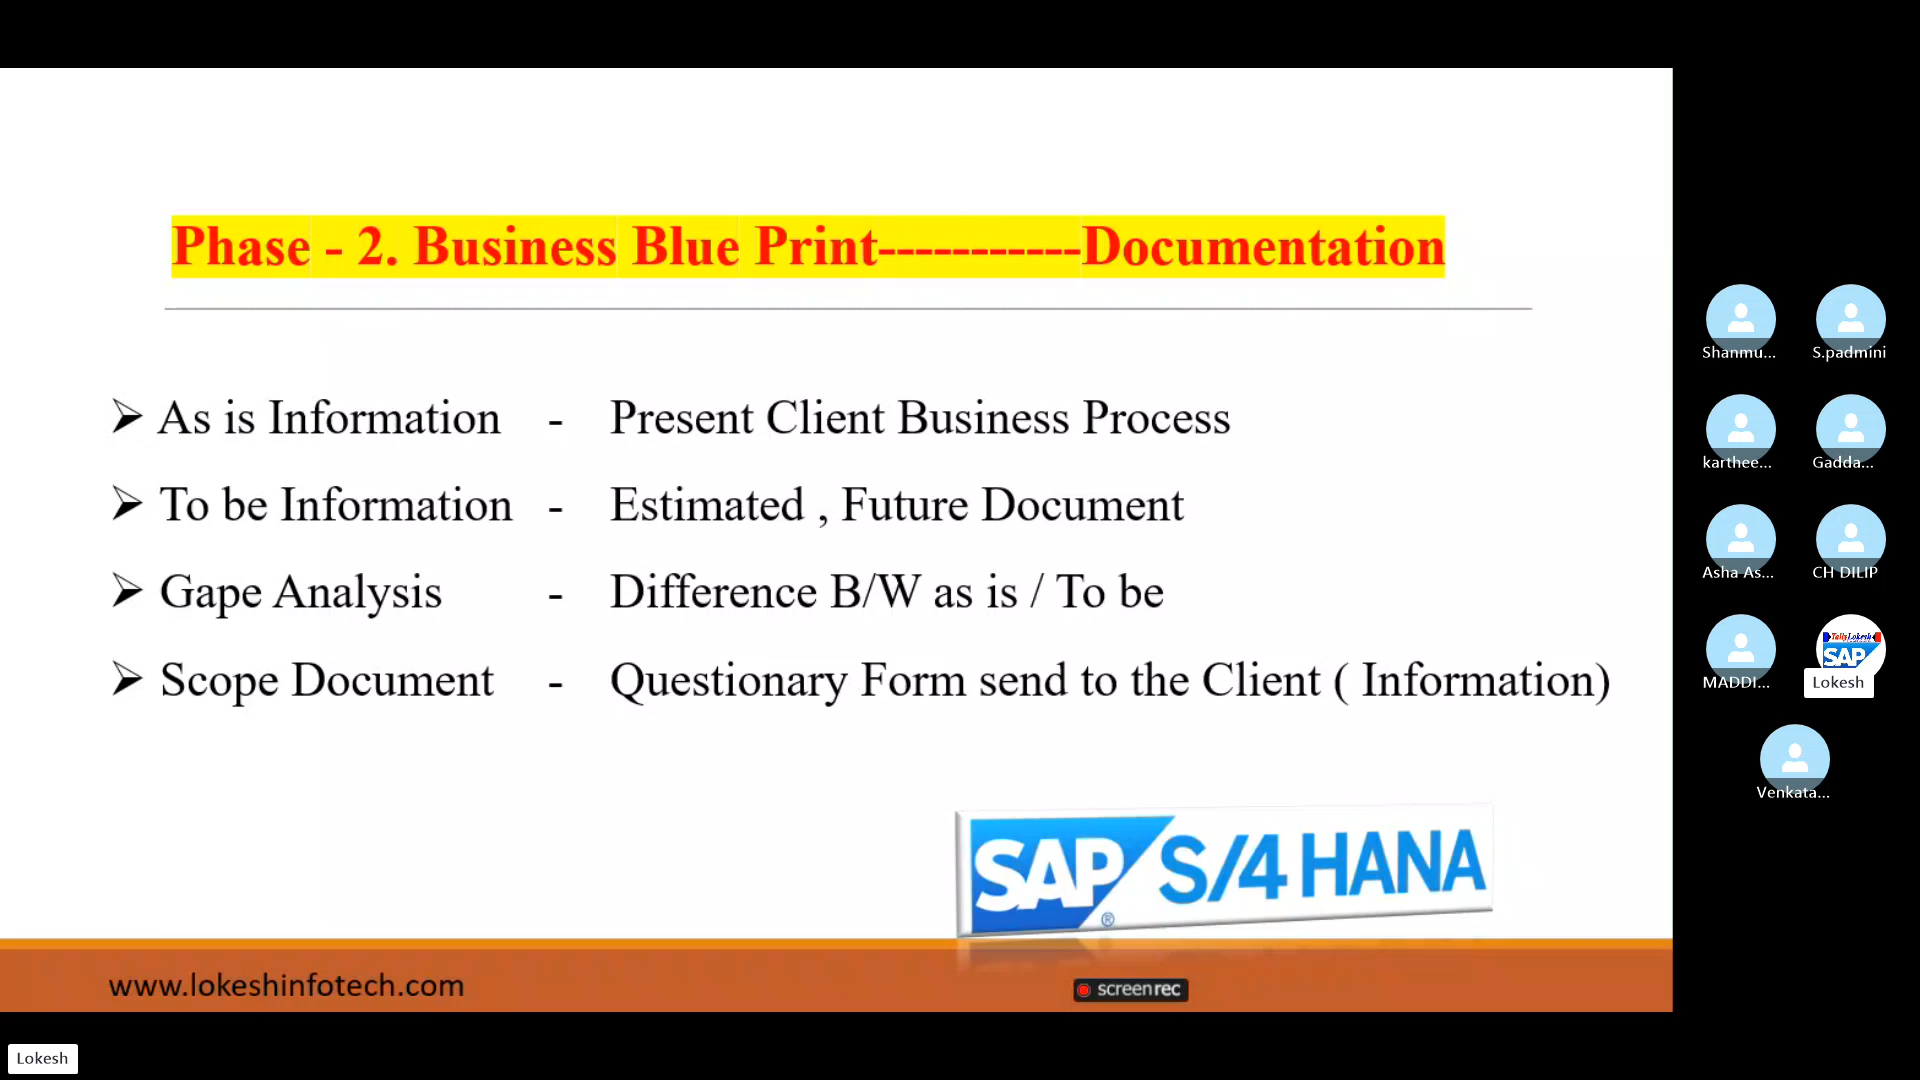 Phase - 2. Business Blue Print-----------Documentation
➢ As is Information - Present Client Business Process
➢ To be Information - Estimated , Future Document
➢ Gape Analysis - Difference B/W as is / To be
➢ Scope Document - Questionary Form send to the Client ( Information)
SAP® S/4 HANA
www.lokeshinfotech.com
screenrec
Shanmu... S.padmini
karthee... Gadda...
Asha As... CH DILIP
TallyLokesh
SAP
MADDI... Lokesh
Venkata...
Lokesh